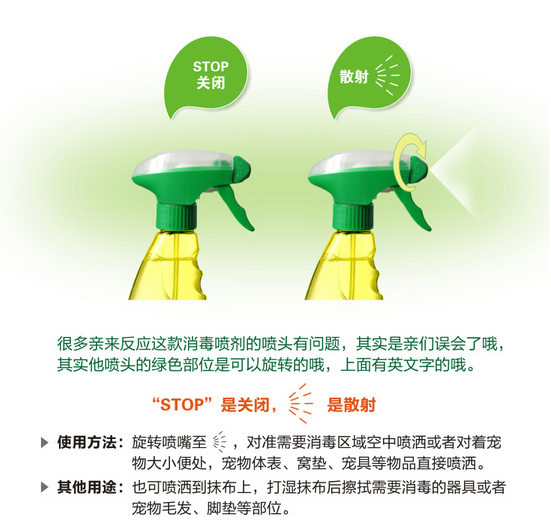 STOP
关闭
散射
很多亲来反应这款消毒喷剂的喷头有问题，其实是亲们误会了哦，
其实他喷头的绿色部位是可以旋转的哦，上面有英文字的哦。
“STOP”是关闭， 是散射
使用方法：旋转喷嘴至 ，对准需要消毒区域空中喷洒或者对着宠
物大小便处，宠物体表、窝垫、宠具等物品直接喷洒。
其他用途：也可喷洒到抹布上，打湿抹布后擦拭需要消毒的器具或者
宠物毛发、脚垫等部位。